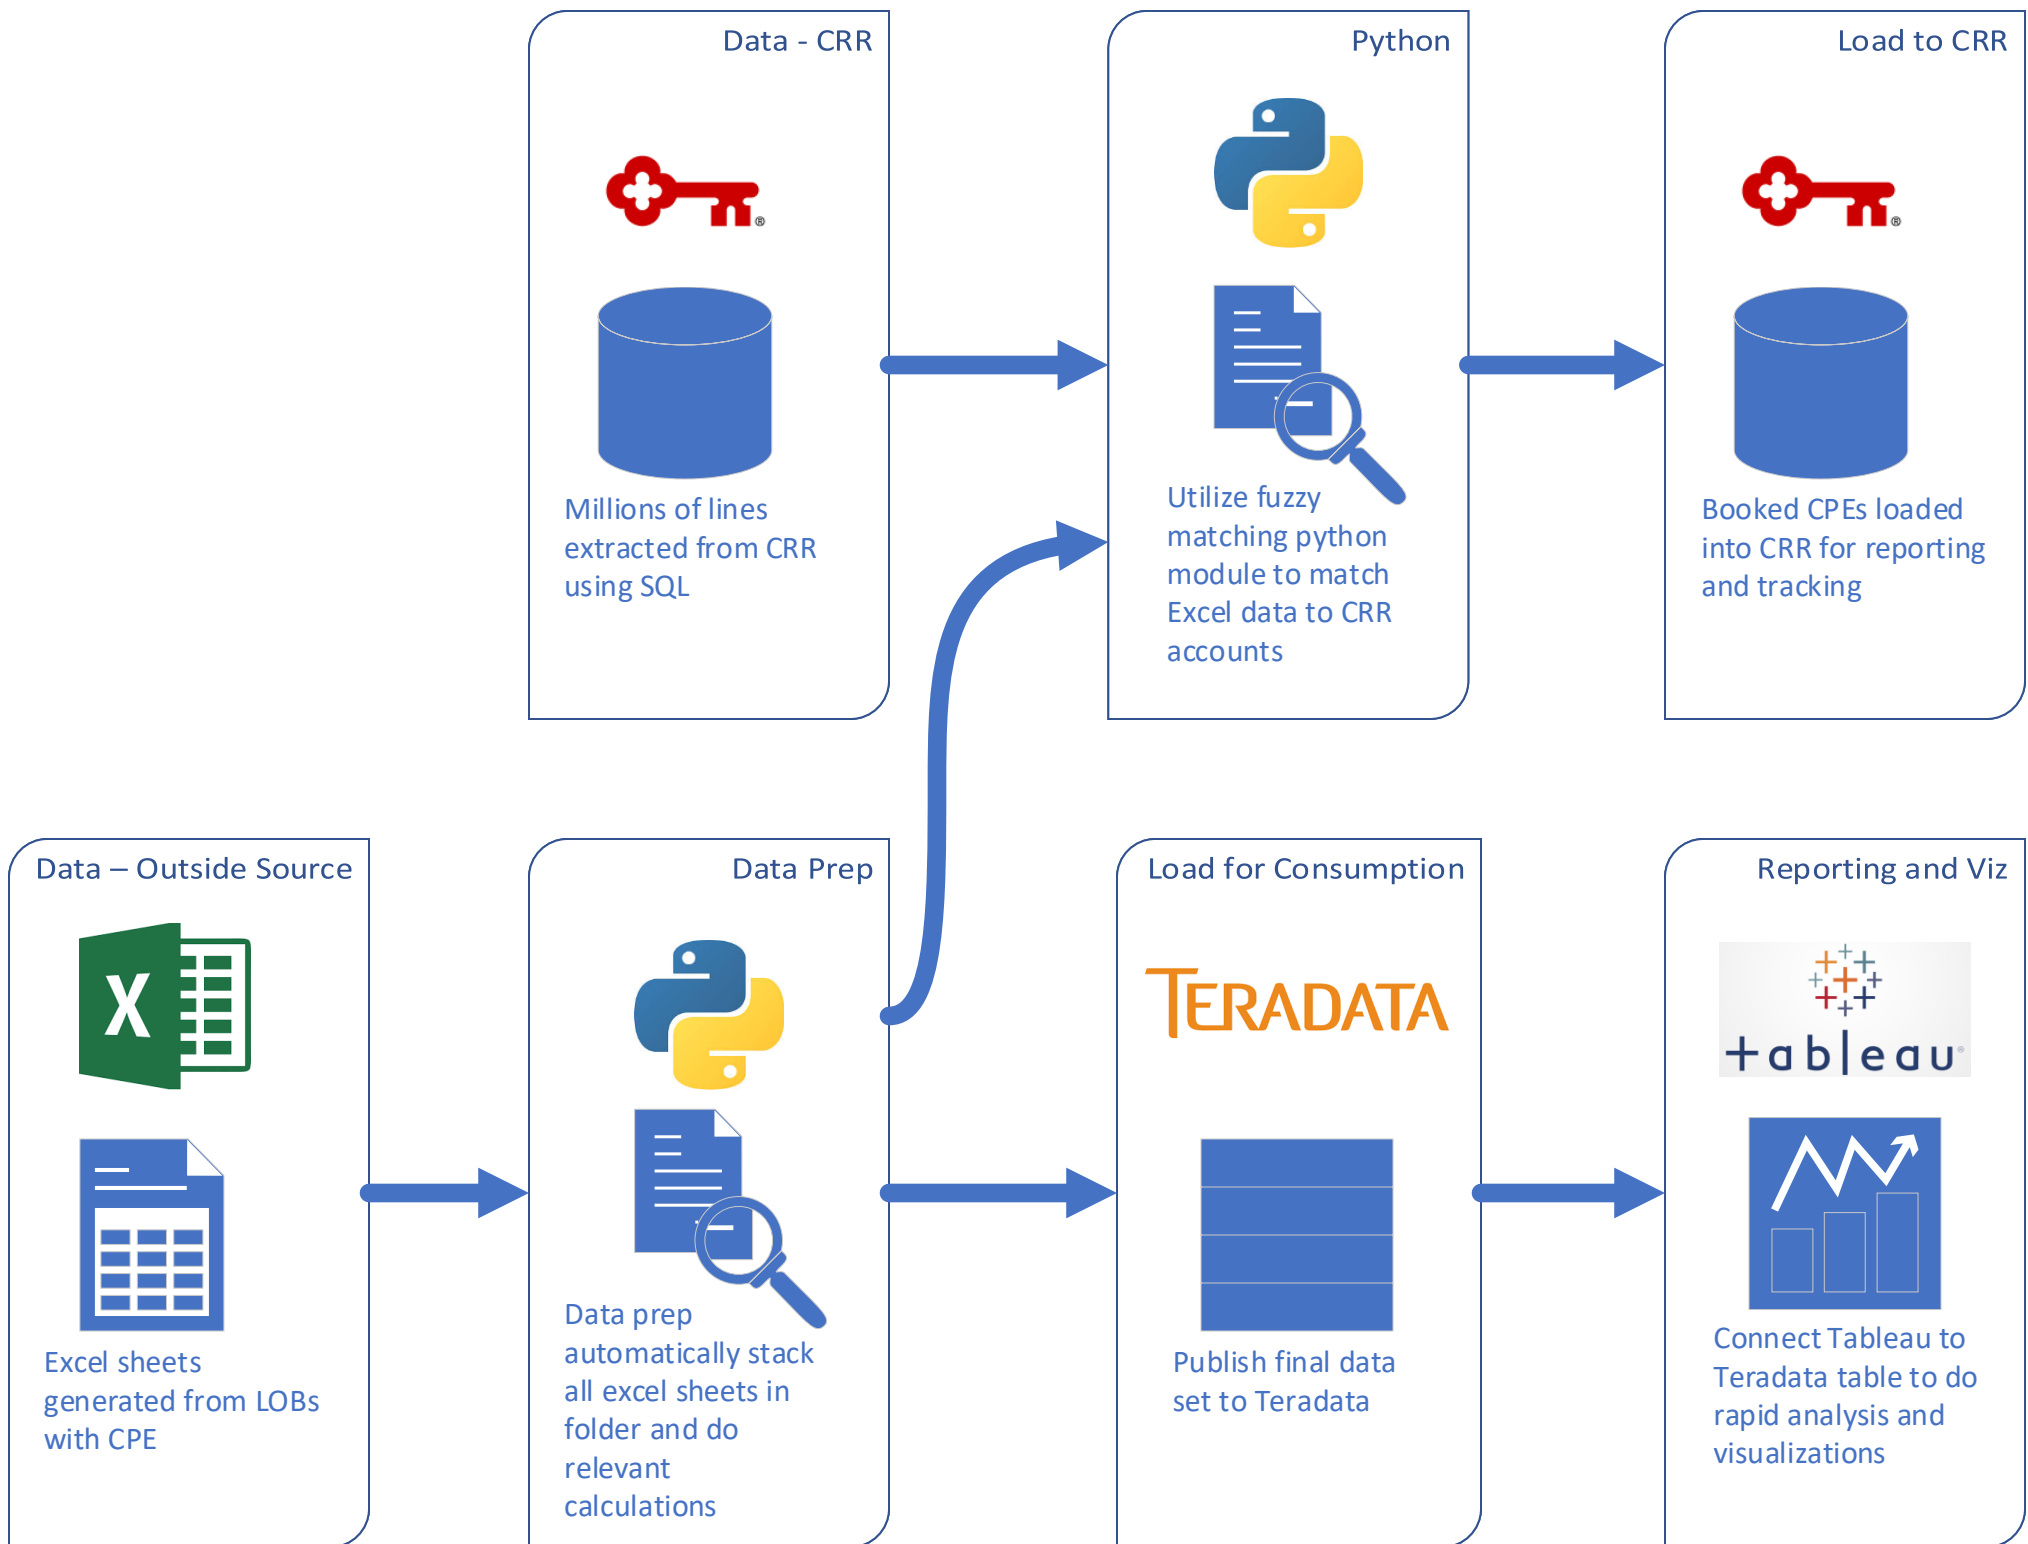 Data - CRR
Millions of lines
extracted from CRR
using SQL
Python
Utilize fuzzy
matching python
module to match
Excel data to CRR
accounts
Load to CRR
Booked CPEs loaded
into CRR for reporting
and tracking
Data – Outside Source
X
Excel sheets
generated from LOBs
with CPE
Data Prep
Data prep
automatically stack
all excel sheets in
folder and do
relevant
calculations
Load for Consumption
TERADATA
Publish final data
set to Teradata
Reporting and Viz
+ableau®
Connect Tableau to
Teradata table to do
rapid analysis and
visualizations